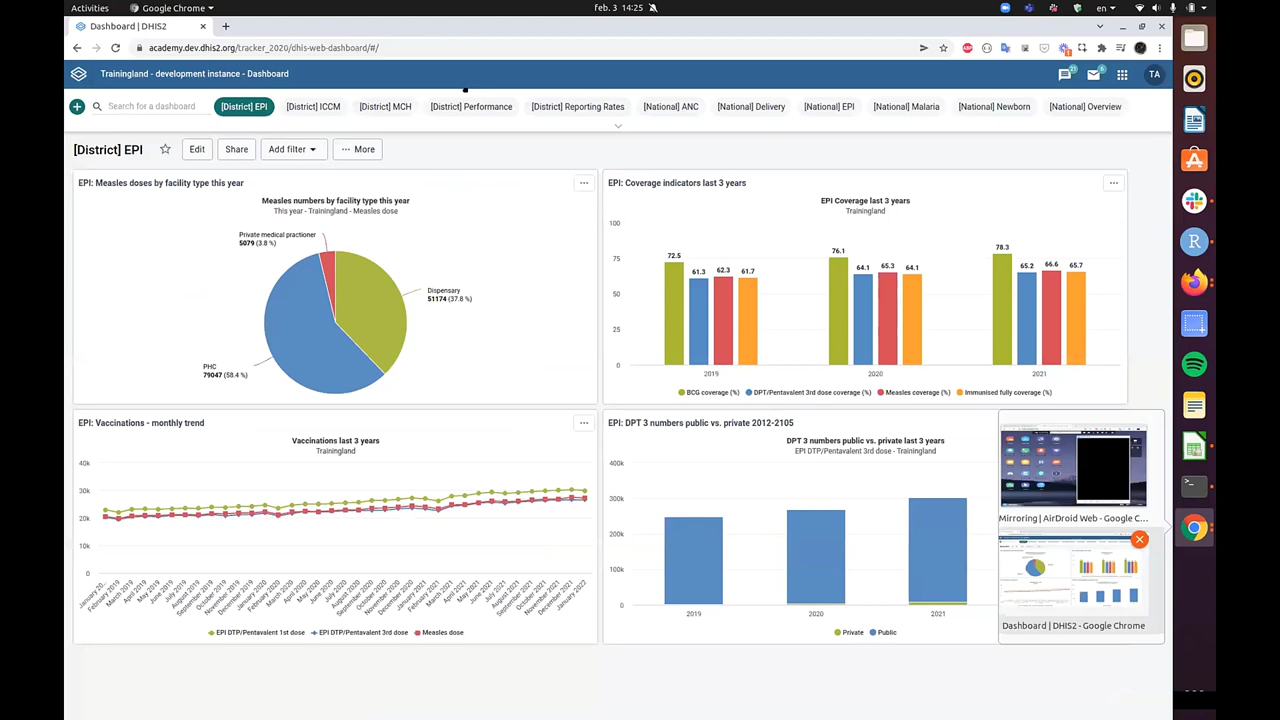 Activities
Google Chrome
feb. 3 14:25
en
Dashboard | DHIS2
academy.dev.dhis2.org/tracker_2020/dhis-web-dashboard/#/
Trainingland - development instance - Dashboard
TA
Search for a dashboard
[District] EPI
[District] ICCM
[District] MCH
[District] Performance
[District] Reporting Rates
[National] ANC
[National] Delivery
[National] EPI
[National] Malaria
[National] Newborn
[National] Overview
[District] EPI
Edit
Share
Add filter
More
EPI: Measles doses by facility type this year
Measles numbers by facility type this year
This year - Trainingland - Measles dose
Private medical practioner
5079 (3.8 %)
Dispensary
51174 (37.8 %)
PHC
79047 (58.4 %)
EPI: Coverage indicators last 3 years
EPI Coverage last 3 years
Trainingland
100
75
50
25
0
72.5 61.3 62.3 61.7
76.1 64.1 65.3 64.1
78.3 65.2 66.6 65.7
2019 2020 2021
BCG coverage (%) DPT/Pentavalent 3rd dose coverage (%) Measles coverage (%) Immunised fully coverage (%)
EPI: Vaccinations - monthly trend
Vaccinations last 3 years
Trainingland
40k
30k
20k
10k
0
EPI DTP/Pentavalent 1st dose EPI DTP/Pentavalent 3rd dose Measles dose
EPI: DPT 3 numbers public vs. private 2012-2105
DPT 3 numbers public vs. private last 3 years
EPI DTP/Pentavalent 3rd dose - Trainingland
400k
300k
200k
100k
0
2019 2020 2021
Private Public
Mirroring | AirDroid Web - Google C...
Dashboard | DHIS2 - Google Chrome